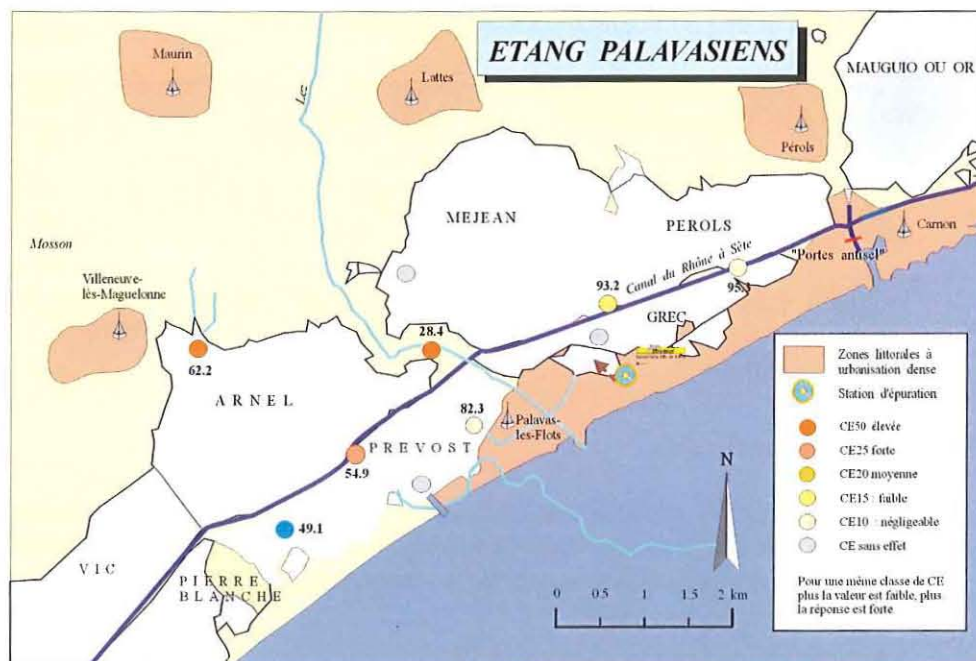 ETANG PALAVASIENS
Maurin
Lattes
Lez
MAUGUIO OU OR
Pérols
MEJEAN
PEROLS
Carnon
Mosson
"Portes antisel"
Villeneuve-
lès-Maguelonne
Canal du Rhône à Sète
93.2
95.3
GREC
28.4
62.2
ARNEL
82.3
PREVOST
Palavas-
les-Flots
54.9
49.1
VIC
PIERRE
BLANCHE
N
0 0.5 1 1.5 2 km
Zones littorales à
urbanisation dense
Station d'épuration
CE50 élevée
CE25 forte
CE20 moyenne
CE15 : faible
CE10 : négligeable
CE sans effet
Pour une même classe de CE
plus la valeur est faible, plus
la réponse est forte.